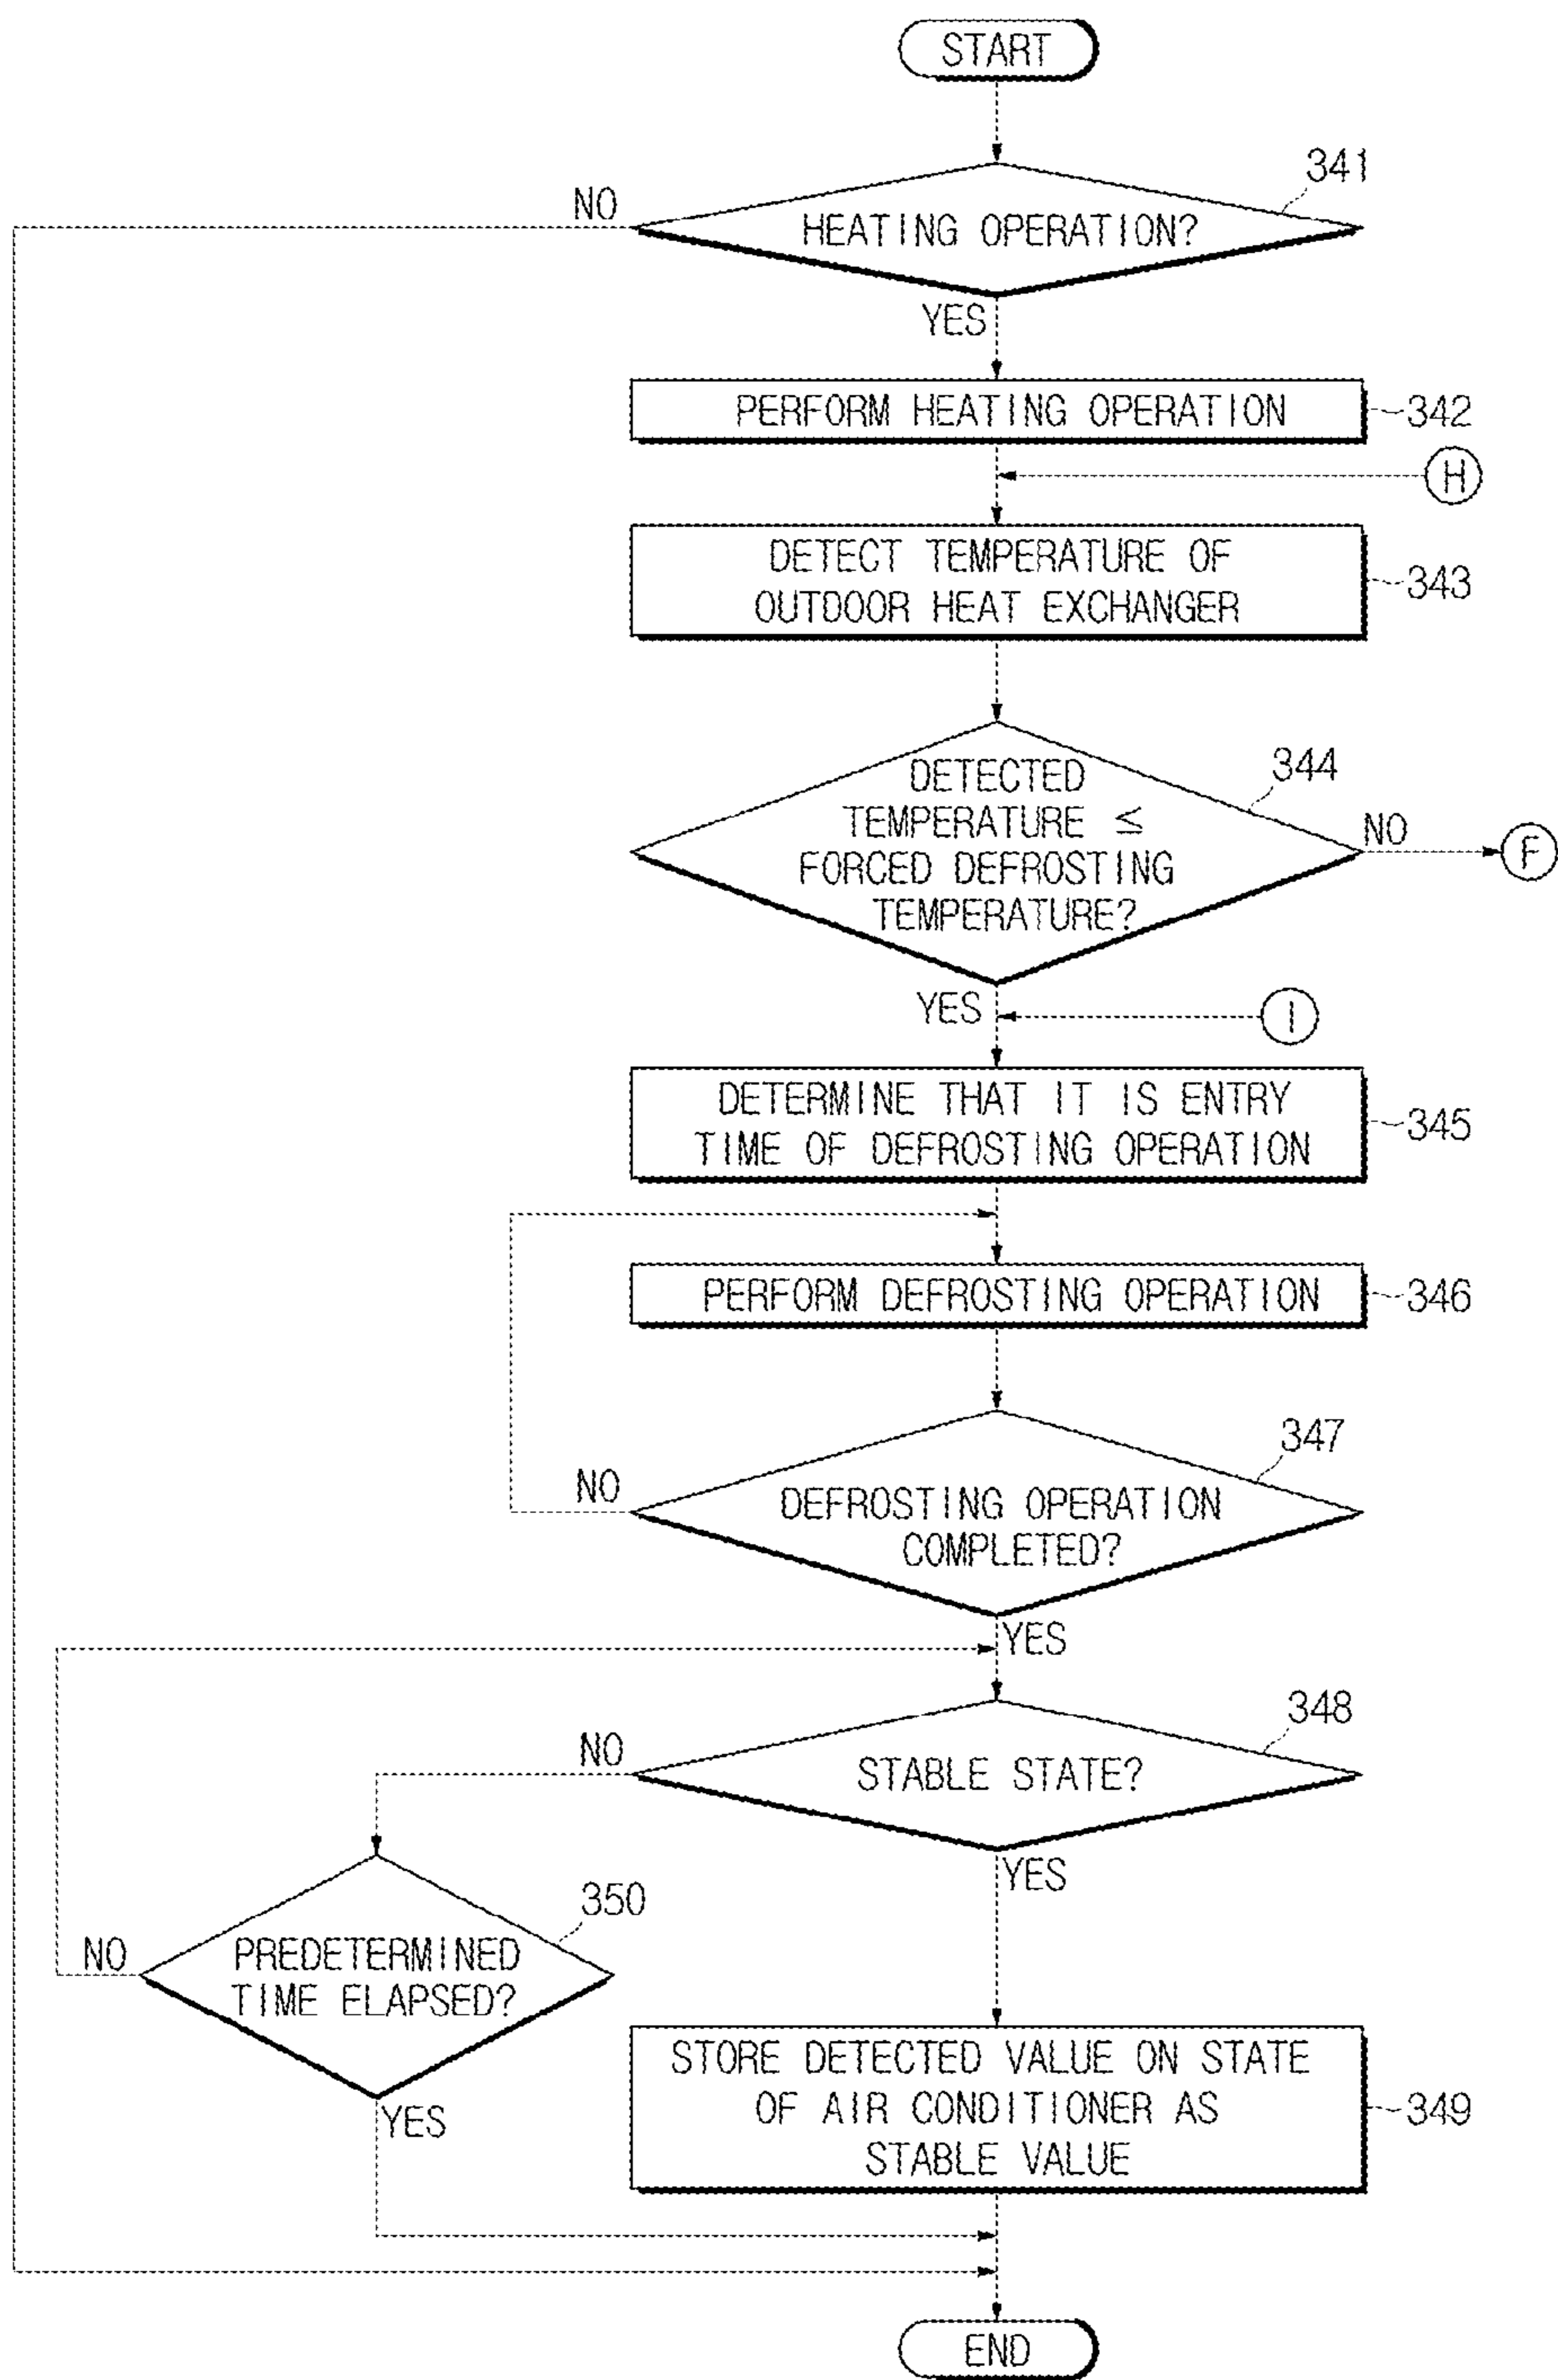 START
341
NO
HEATING OPERATION?
YES
PERFORM HEATING OPERATION
342
H
DETECT TEMPERATURE OF
OUTDOOR HEAT EXCHANGER
343
344
DETECTED
TEMPERATURE ≤
FORCED DEFROSTING
TEMPERATURE?
NO
F
YES
I
DETERMINE THAT IT IS ENTRY
TIME OF DEFROSTING OPERATION
345
PERFORM DEFROSTING OPERATION
346
347
NO
DEFROSTING OPERATION
COMPLETED?
YES
348
NO
STABLE STATE?
YES
350
NO
PREDETERMINED
TIME ELAPSED?
YES
STORE DETECTED VALUE ON STATE
OF AIR CONDITIONER AS
STABLE VALUE
349
END